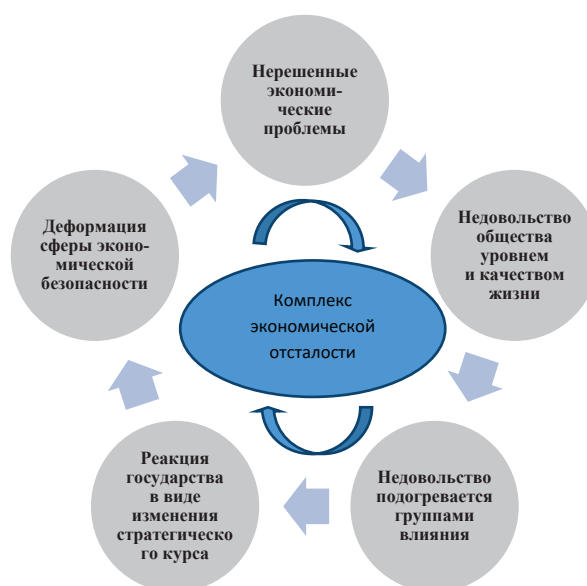 Нерешенные
экономи-
ческие
проблемы
Недовольство
общества
уровнем
и качеством
жизни
Недовольство
подогревается
группами
влияния
Реакция
государства
в виде
изменения
стратегическо
го курса
Деформация
сферы эконо-
мической
безопасности
Комплекс
экономической
отсталости